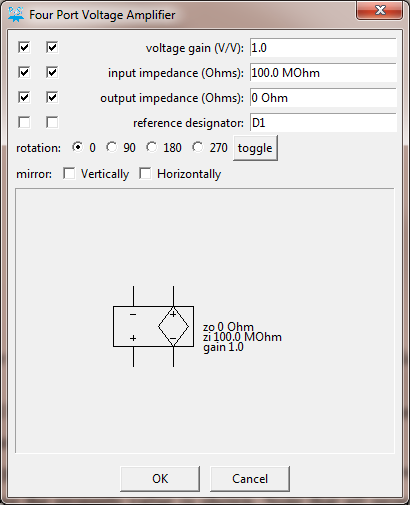 Four Port Voltage Amplifier
voltage gain (V/V): 1.0
input impedance (Ohms): 100.0 MOhm
output impedance (Ohms): 0 Ohm
reference designator: D1
rotation: 0 90 180 270 toggle
mirror: Vertically Horizontally
− +
+ −
zo 0 Ohm
zi 100.0 MOhm
gain 1.0
OK Cancel